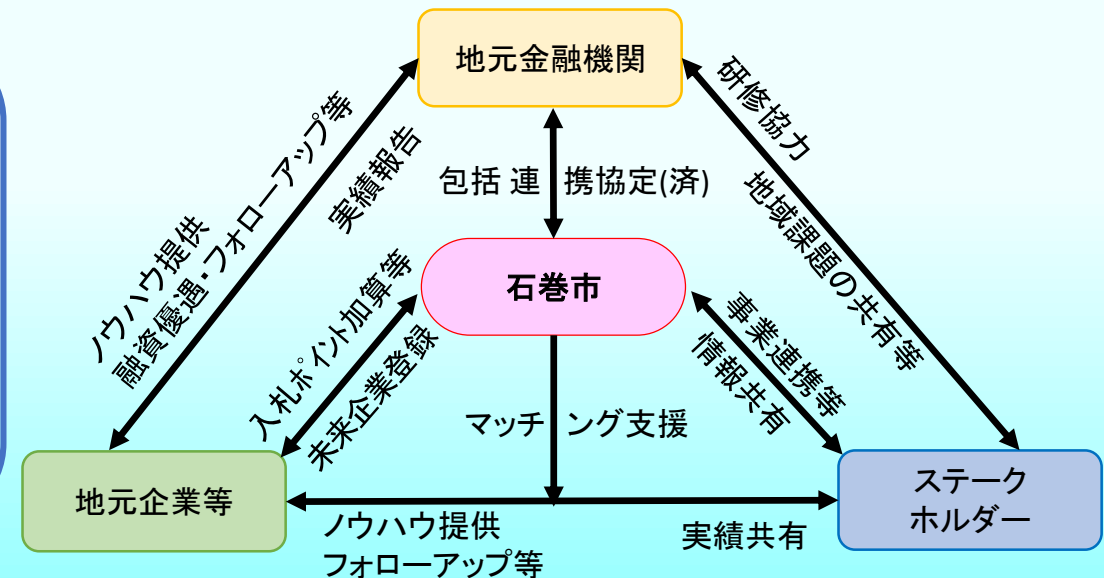 地元金融機関
ノウハウ提供
融資優遇・フォローアップ等
実績報告
包括 連 携協定(済)
研修協力
地域課題の共有等
石巻市
入札ポイント加算等
未来企業登録
事業連携等
情報共有
マッチ ング支援
地元企業等
ステーク
ホルダー
ノウハウ提供
フォローアップ等
実績共有